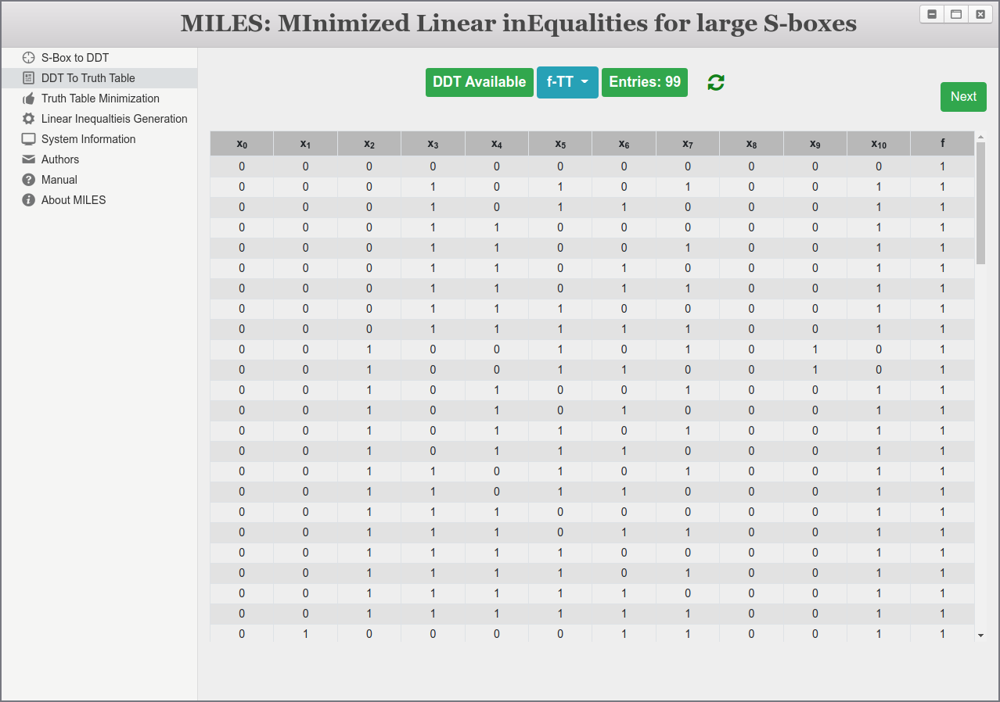 MILES: MInimized Linear inEqualities for large S-boxes
S-Box to DDT
DDT To Truth Table
Truth Table Minimization
Linear Inequaltieis Generation
System Information
Authors
Manual
About MILES
DDT Available f-TT Entries: 99
Next
x₀ x₁ x₂ x₃ x₄ x₅ x₆ x₇ x₈ x₉ x₁₀ f
0 0 0 0 0 0 0 0 0 0 0 1
0 0 0 1 0 1 0 1 0 0 1 1
0 0 0 1 0 1 1 0 0 0 1 1
0 0 0 1 1 0 0 0 0 0 1 1
0 0 0 1 1 0 0 1 0 0 1 1
0 0 0 1 1 0 1 0 0 0 1 1
0 0 0 1 1 0 1 1 0 0 1 1
0 0 0 1 1 1 0 0 0 0 1 1
0 0 0 1 1 1 1 1 0 0 1 1
0 0 1 0 0 1 0 1 0 1 0 1
0 0 1 0 0 1 1 0 0 1 0 1
0 0 1 0 1 0 0 1 0 0 1 1
0 0 1 0 1 0 1 0 0 0 1 1
0 0 1 0 1 1 0 1 0 0 1 1
0 0 1 0 1 1 1 0 0 0 1 1
0 0 1 1 0 1 0 1 0 0 1 1
0 0 1 1 0 1 1 0 0 0 1 1
0 0 1 1 1 0 0 0 0 0 1 1
0 0 1 1 1 0 1 1 0 0 1 1
0 0 1 1 1 1 0 0 0 0 1 1
0 0 1 1 1 1 0 1 0 0 1 1
0 0 1 1 1 1 1 0 0 0 1 1
0 0 1 1 1 1 1 1 0 0 1 1
0 1 0 0 0 0 1 1 0 0 1 1